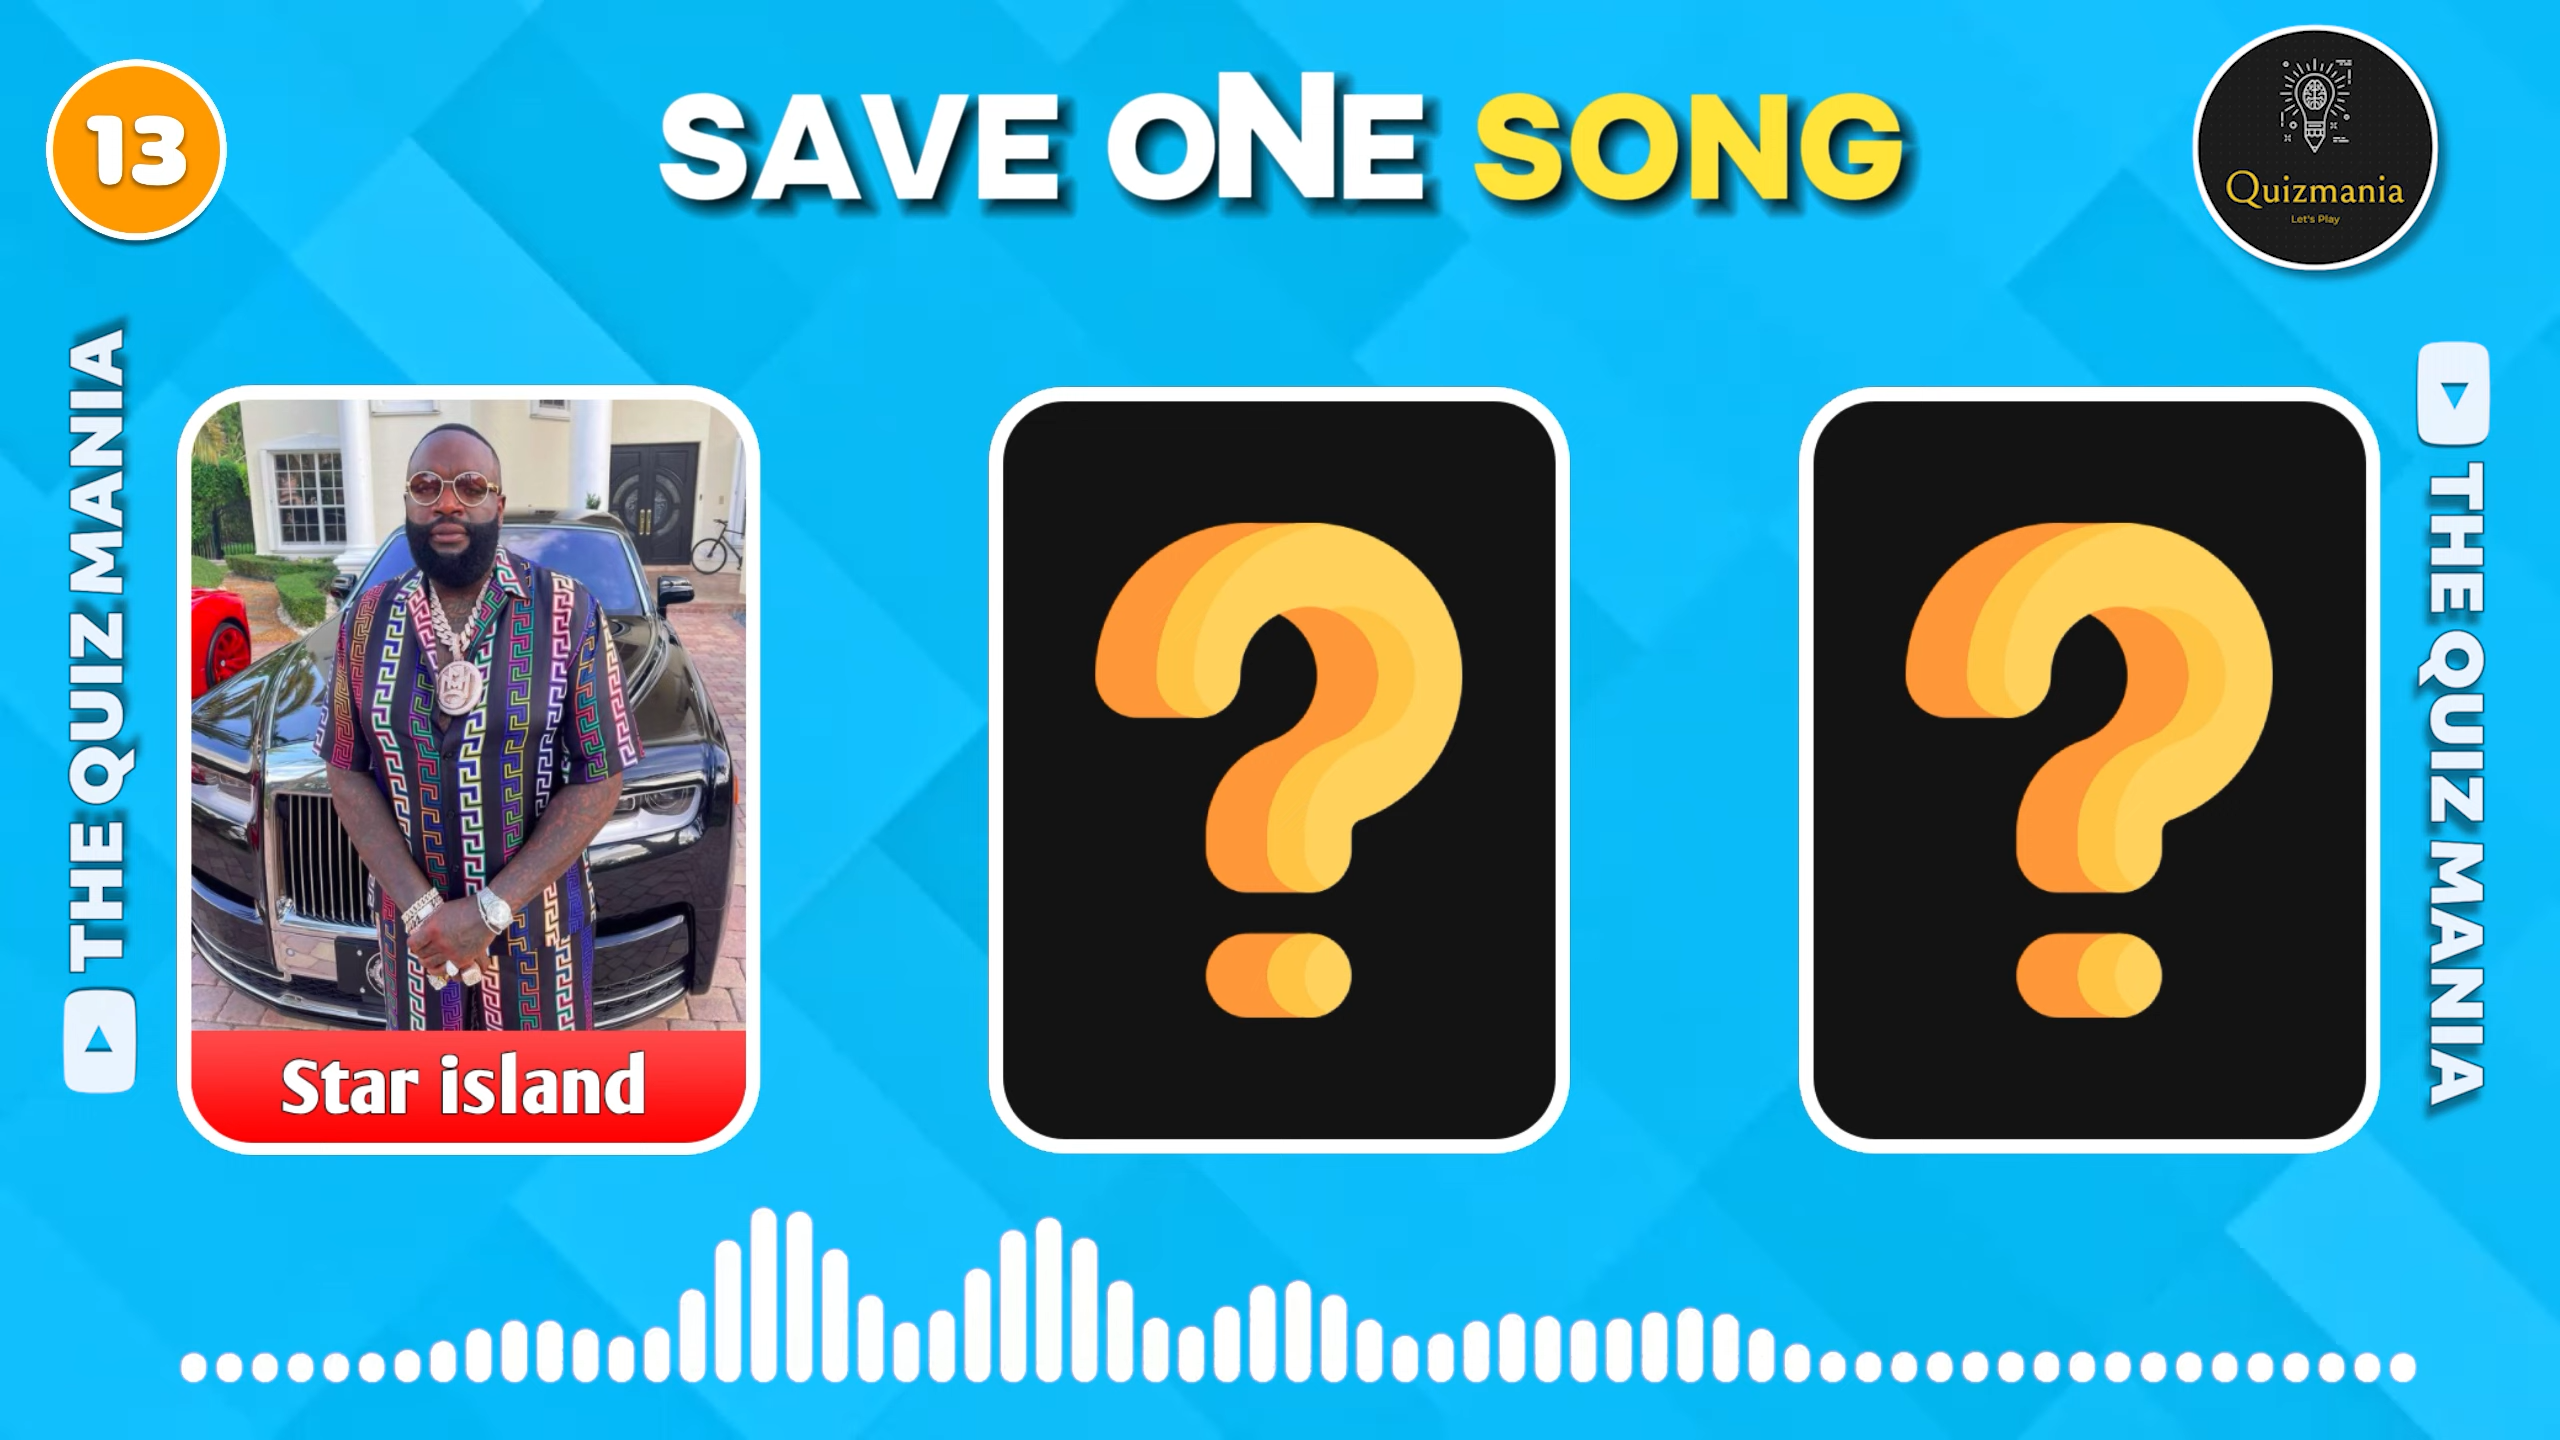 13
SAVE ONE SONG
Quizmania
Let's Play
THE QUIZ MANIA
Star island
THE QUIZ MANIA